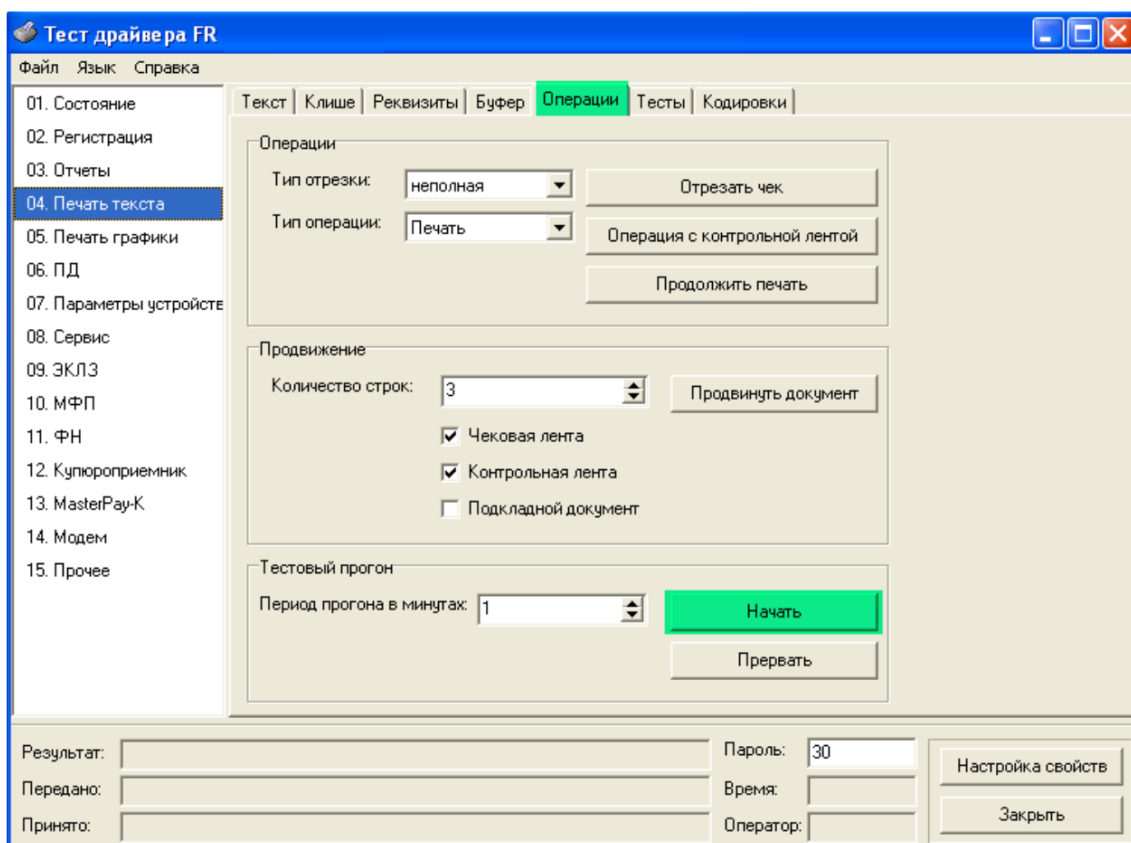 Тест драйвера FR
Файл Язык Справка
01. Состояние
02. Регистрация
03. Отчеты
04. Печать текста
05. Печать графики
06. ПД
07. Параметры устройств
08. Сервис
09. ЭКЛЗ
10. МФП
11. ФН
12. Купюроприемник
13. MasterPay-K
14. Модем
15. Прочее
Текст Клише Реквизиты Буфер Операции Тесты Кодировки
Операции
Тип отрезки: неполная Отрезать чек
Тип операции: Печать Операция с контрольной лентой
Продолжить печать
Продвижение
Количество строк: 3 Продвинуть документ
Чековая лента
Контрольная лента
Подкладной документ
Тестовый прогон
Период прогона в минутах: 1 Начать
Прервать
Результат: Пароль: 30 Настройка свойств
Передано: Время:
Закрыть
Принято: Оператор: